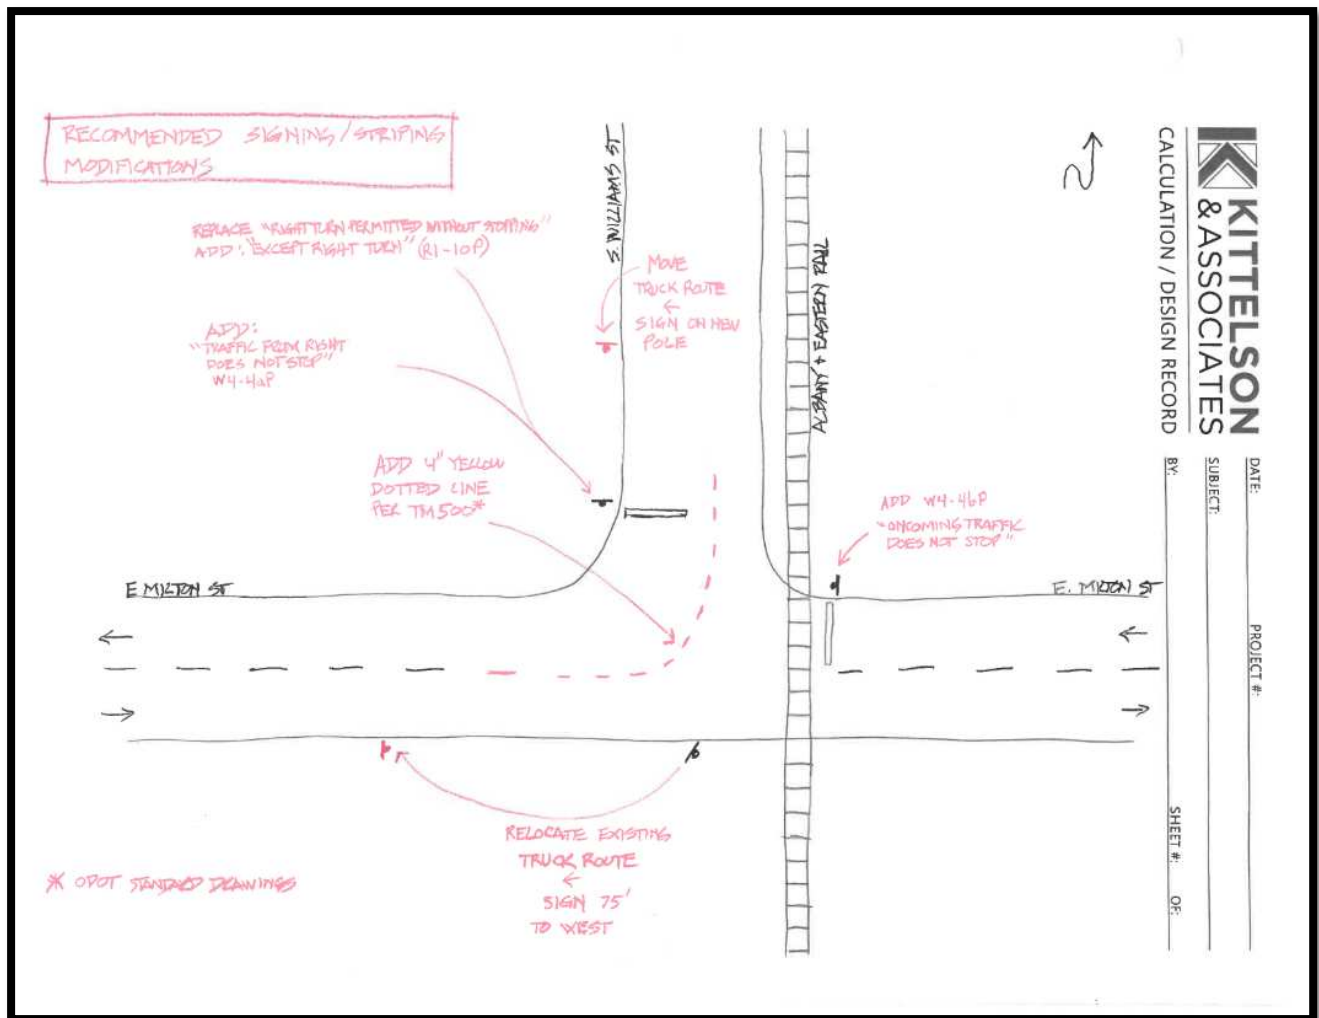 RECOMMENDED SIGNING/STRIPING
MODIFICATIONS
REPLACE "RIGHT TURN PERMITTED WITHOUT STOPPING"
ADD: "EXCEPT RIGHT TURN" (R1-10P)
ADD:
"TRAFFIC FROM RIGHT
DOES NOT STOP"
W4-4aP
S. WILLIAMS ST
MOVE
TRUCK ROUTE
←
SIGN ON NEW
POLE
ADD 4" YELLOW
DOTTED LINE
PER TM500*
ALBANY & EASTERN RAIL
ADD W4-4bP
"ONCOMING TRAFFIC
DOES NOT STOP"
E MILTON ST
E. MILTON ST
RELOCATE EXISTING
TRUCK ROUTE
←
SIGN 75'
TO WEST
* ODOT STANDARD DRAWINGS
N
KITTELSON
& ASSOCIATES
CALCULATION / DESIGN RECORD
DATE:
PROJECT #:
SUBJECT:
BY:
SHEET #: OF: